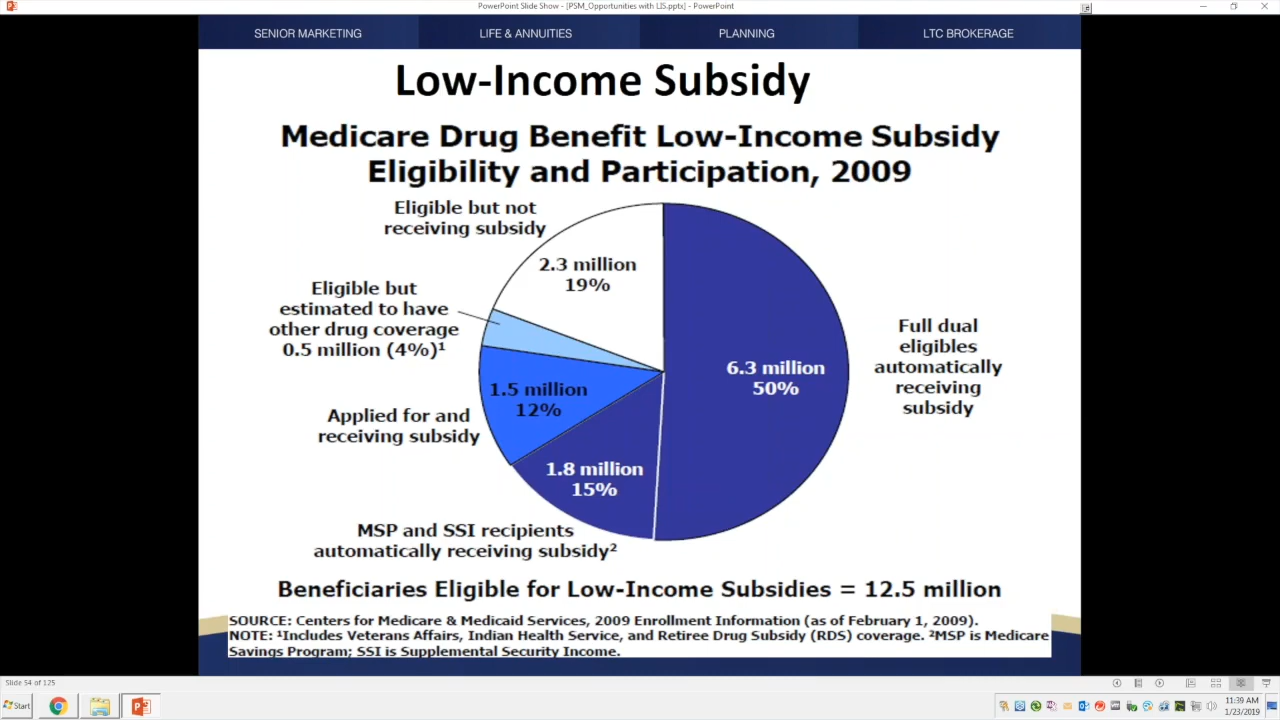 PowerPoint Slide Show - [PSM_Opportunities with LIS.pptx] - PowerPoint
SENIOR MARKETING
LIFE & ANNUITIES
PLANNING
LTC BROKERAGE
Low-Income Subsidy
Medicare Drug Benefit Low-Income Subsidy
Eligibility and Participation, 2009
Eligible but not
receiving subsidy
2.3 million
19%
Eligible but
estimated to have
other drug coverage
0.5 million (4%)¹
Full dual
eligibles
automatically
receiving
subsidy
6.3 million
50%
1.5 million
12%
Applied for and
receiving subsidy
1.8 million
15%
MSP and SSI recipients
automatically receiving subsidy²
Beneficiaries Eligible for Low-Income Subsidies = 12.5 million
SOURCE: Centers for Medicare & Medicaid Services, 2009 Enrollment Information (as of February 1, 2009).
NOTE: ¹Includes Veterans Affairs, Indian Health Service, and Retiree Drug Subsidy (RDS) coverage. ²MSP is Medicare
Savings Program; SSI is Supplemental Security Income.
Slide 54 of 125
Start
11:39 AM
1/23/2019